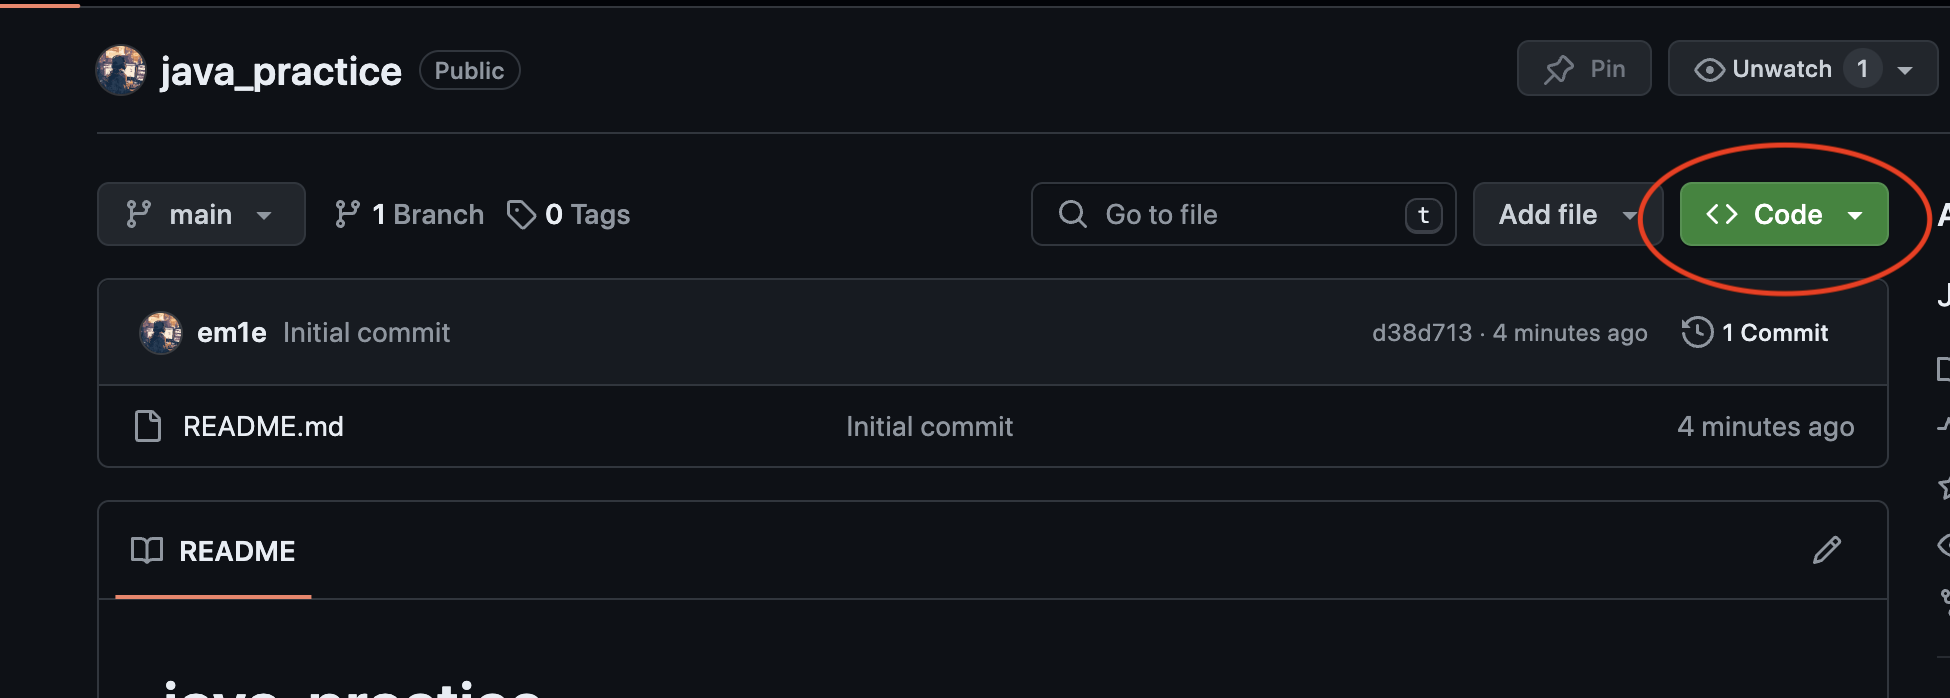 java_practice Public Pin Unwatch 1
main 1 Branch 0 Tags Go to file t Add file <> Code
em1e Initial commit d38d713 · 4 minutes ago 1 Commit
README.md Initial commit 4 minutes ago
README
java_practice